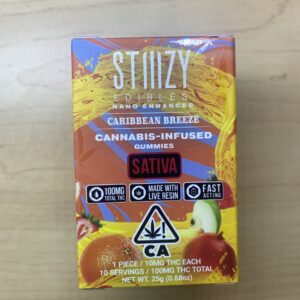 STIIIZY
EDIBLES
NANO ENHANCED
CARIBBEAN BREEZE
CANNABIS-INFUSED
GUMMIES
SATIVA
100MG
TOTAL THC
MADE WITH
LIVE RESIN
FAST
ACTING
!
CA
1 PIECE / 10MG THC EACH
10 SERVINGS / 100MG THC TOTAL
NET WT. 25g (0.88oz)